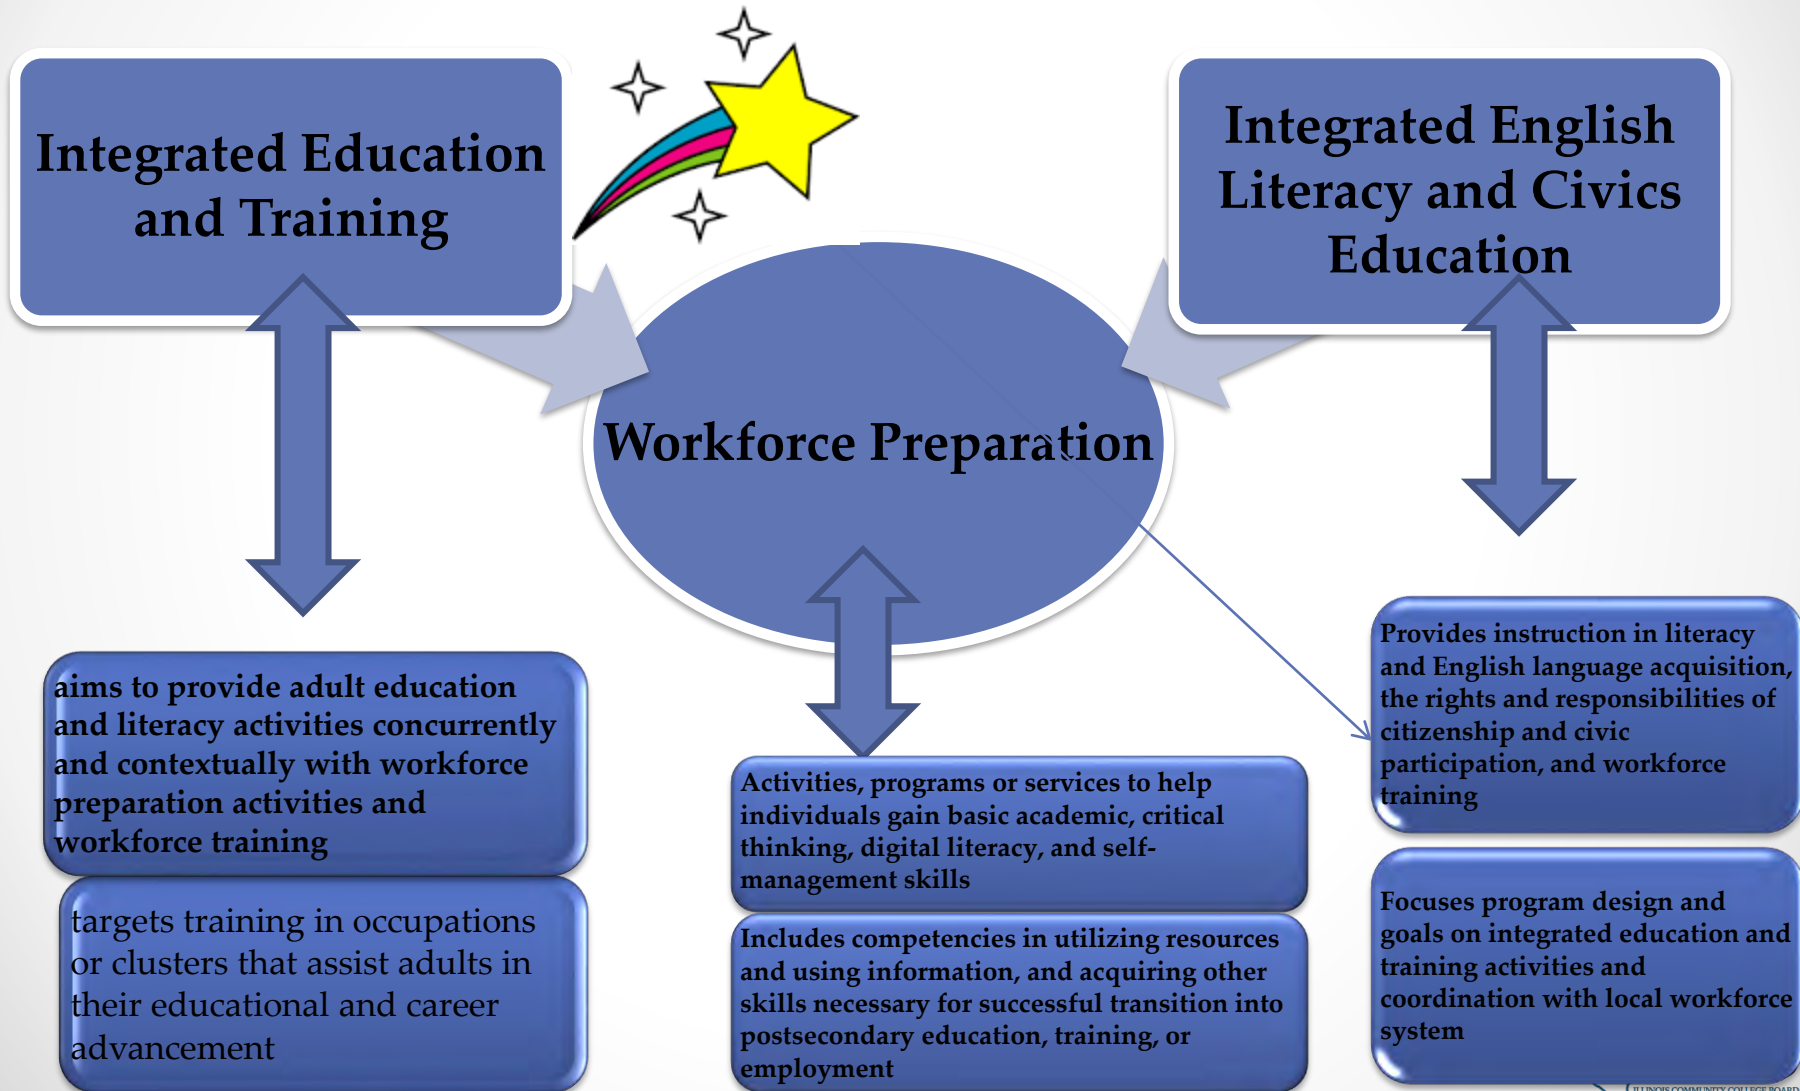 Integrated Education
and Training
Integrated English
Literacy and Civics
Education
Workforce Preparation
aims to provide adult education
and literacy activities concurrently
and contextually with workforce
preparation activities and
workforce training
targets training in occupations
or clusters that assist adults in
their educational and career
advancement
Activities, programs or services to help
individuals gain basic academic, critical
thinking, digital literacy, and self-
management skills
Includes competencies in utilizing resources
and using information, and acquiring other
skills necessary for successful transition into
postsecondary education, training, or
employment
Provides instruction in literacy
and English language acquisition,
the rights and responsibilities of
citizenship and civic
participation, and workforce
training
Focuses program design and
goals on integrated education and
training activities and
coordination with local workforce
system
ILLINOIS COMMUNITY COLLEGE BOARD